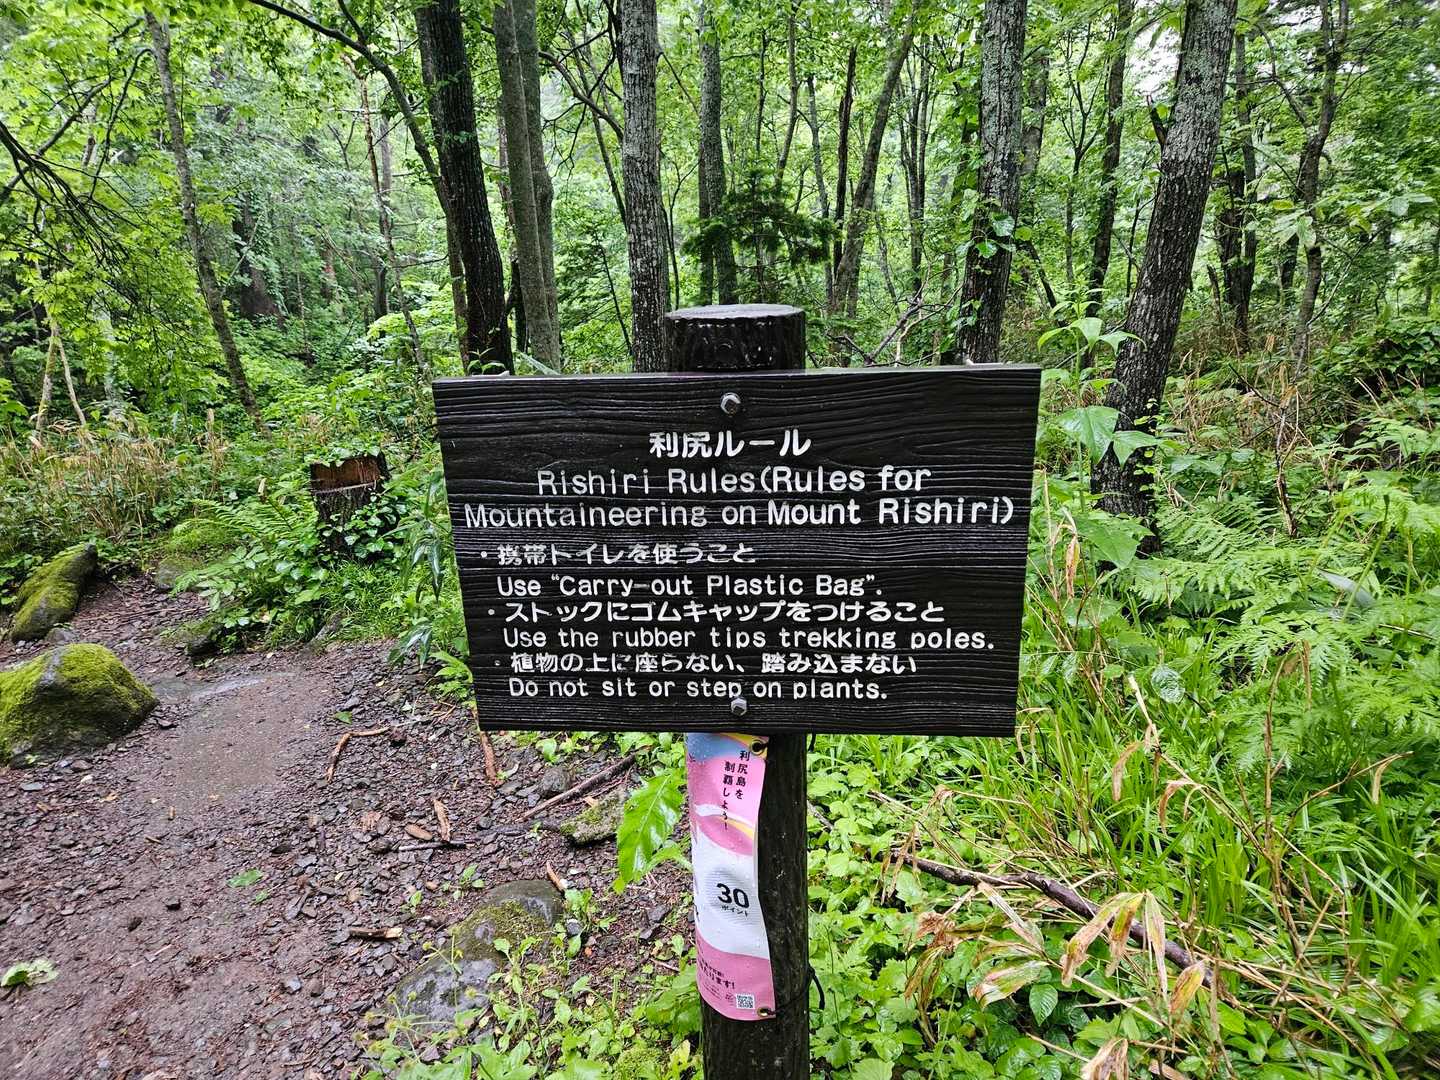 利尻ルール
Rishiri Rules(Rules for
Mountaineering on Mount Rishiri)
・携帯トイレを使うこと
Use “Carry-out Plastic Bag”.
・ストックにゴムキャップをつけること
Use the rubber tips trekking poles.
・植物の上に座らない、踏み込まない
Do not sit or step on plants.
利尻島を
制覇しよう!
30
ポイント